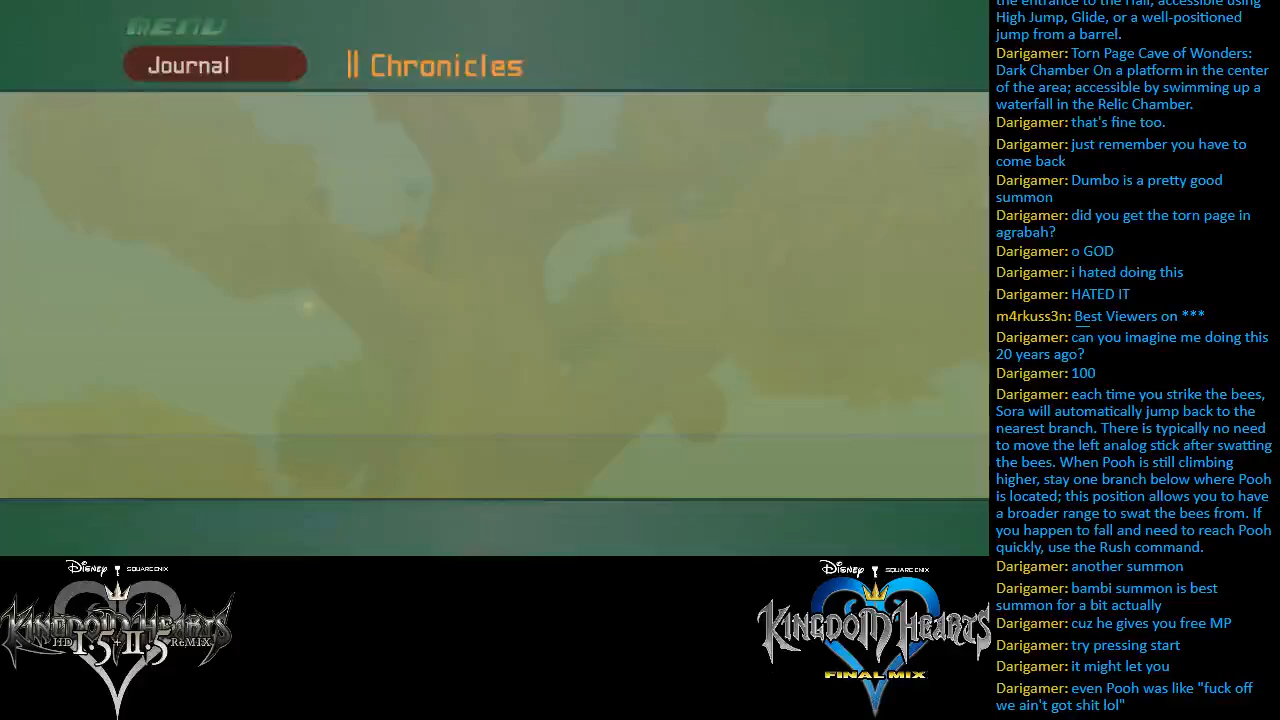 MENU
Journal
Chronicles
the entrance to the Hall, accessible using
High Jump, Glide, or a well-positioned
jump from a barrel.
Darigamer: Torn Page Cave of Wonders:
Dark Chamber On a platform in the center
of the area; accessible by swimming up a
waterfall in the Relic Chamber.
Darigamer: that's fine too.
Darigamer: just remember you have to
come back
Darigamer: Dumbo is a pretty good
summon
Darigamer: did you get the torn page in
agrabah?
Darigamer: o GOD
Darigamer: i hated doing this
Darigamer: HATED IT
m4rkuss3n: Best Viewers on ***
Darigamer: can you imagine me doing this
20 years ago?
Darigamer: 100
Darigamer: each time you strike the bees,
Sora will automatically jump back to the
nearest branch. There is typically no need
to move the left analog stick after swatting
the bees. When Pooh is still climbing
higher, stay one branch below where Pooh
is located; this position allows you to have
a broader range to swat the bees from. If
you happen to fall and need to reach Pooh
quickly, use the Rush command.
Darigamer: another summon
Darigamer: bambi summon is best
summon for a bit actually
Darigamer: cuz he gives you free MP
Darigamer: try pressing start
Darigamer: it might let you
Darigamer: even Pooh was like "fuck off
we ain't got shit lol"
Disney SQUARE ENIX
KINGDOM HEARTS
HD 1.5+II.5 ReMIX
Disney SQUARE ENIX
KINGDOM HEARTS
FINAL MIX